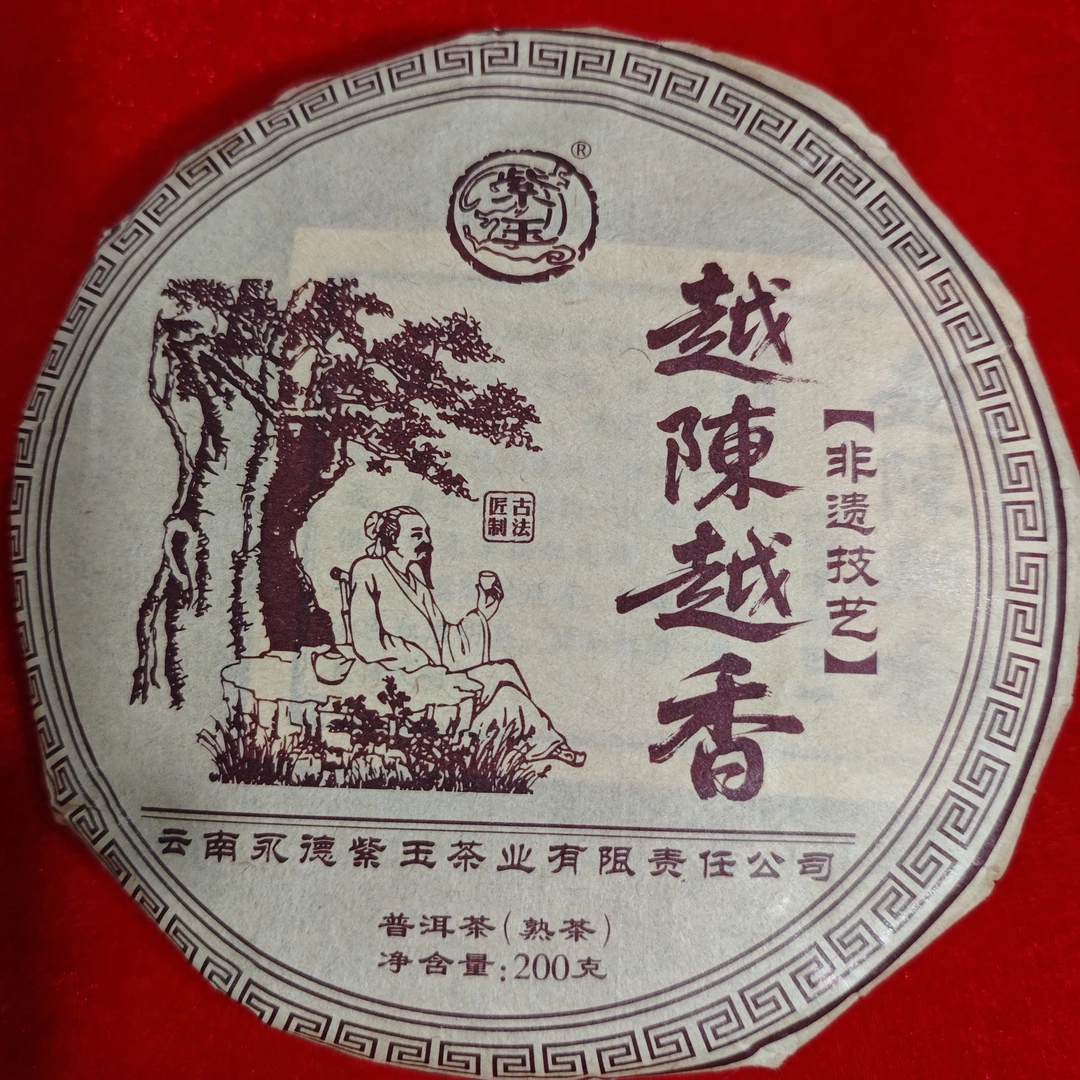 紫玉
®
越陳越香
【非遗技艺】
古法
匠制
云南永德紫玉茶业有限责任公司
普洱茶(熟茶)
净含量:200克